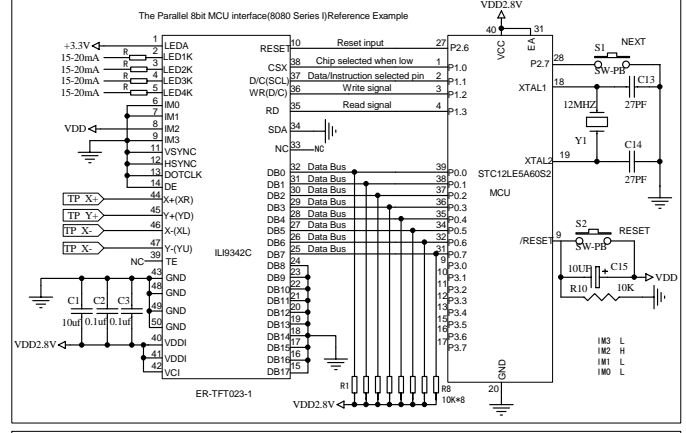 The Parallel 8bit MCU interface(8080 Series I)Reference Example
VDD2.8V
+3.3V
15-20mA
15-20mA
15-20mA
15-20mA
R
R
R
R
1 LEDA
2 LED1K
3 LED2K
4 LED3K
5 LED4K
6 IM0
7 IM1
8 IM2
9 IM3
11 VSYNC
12 HSYNC
13 DOTCLK
14 DE
VDD
TP X+
TP Y+
TP X-
TP X-
44 X+(XR)
45 Y+(YD)
46 X-(XL)
47 Y-(YU)
NC 39 TE
43 GND
48 GND
49 GND
50 GND
40 VDDI
41 VDDI
42 VCI
C1 C2 C3
10uf 0.1uf 0.1uf
VDD2.8V
ILI9342C
ER-TFT023-1
RESET 10 Reset input 27 P2.6
CSX 38 Chip selected when low 1 P1.0
D/C(SCL) 37 Data/Instruction selected pin 2 P1.1
WR(D/C) 36 Write signal 3 P1.2
RD 35 Read signal 4 P1.3
SDA 34
NC 33 NC
DB0 32 Data Bus 39 P0.0
DB1 31 Data Bus 38 P0.1
DB2 30 Data Bus 37 P0.2
DB3 29 Data Bus 36 P0.3
DB4 28 Data Bus 35 P0.4
DB5 27 Data Bus 34 P0.5
DB6 26 Data Bus 32 P0.6
DB7 25 Data Bus 31 P0.7
DB8 24
DB9 23
DB10 22
DB11 21
DB12 20
DB13 19
DB14 18
DB15 17
DB16 16
DB17 15
9 P3.0
10 P3.1
11 P3.2
12 P3.3
13 P3.4
15 P3.5
16 P3.6
17 P3.7
R1
R8
10K*8
VDD2.8V
40 31
VCC
EA
P2.7 28
S1 NEXT
SW-PB
XTAL1 18
C13
27PF
12MHZ
Y1
C14
XTAL2 19
27PF
STC12LE5A60S2
MCU
/RESET 9
S2 RESET
SW-PB
10UF + C15
VDD
R10 10K
GND
20
IM3 L
IM2 H
IM1 L
IM0 L